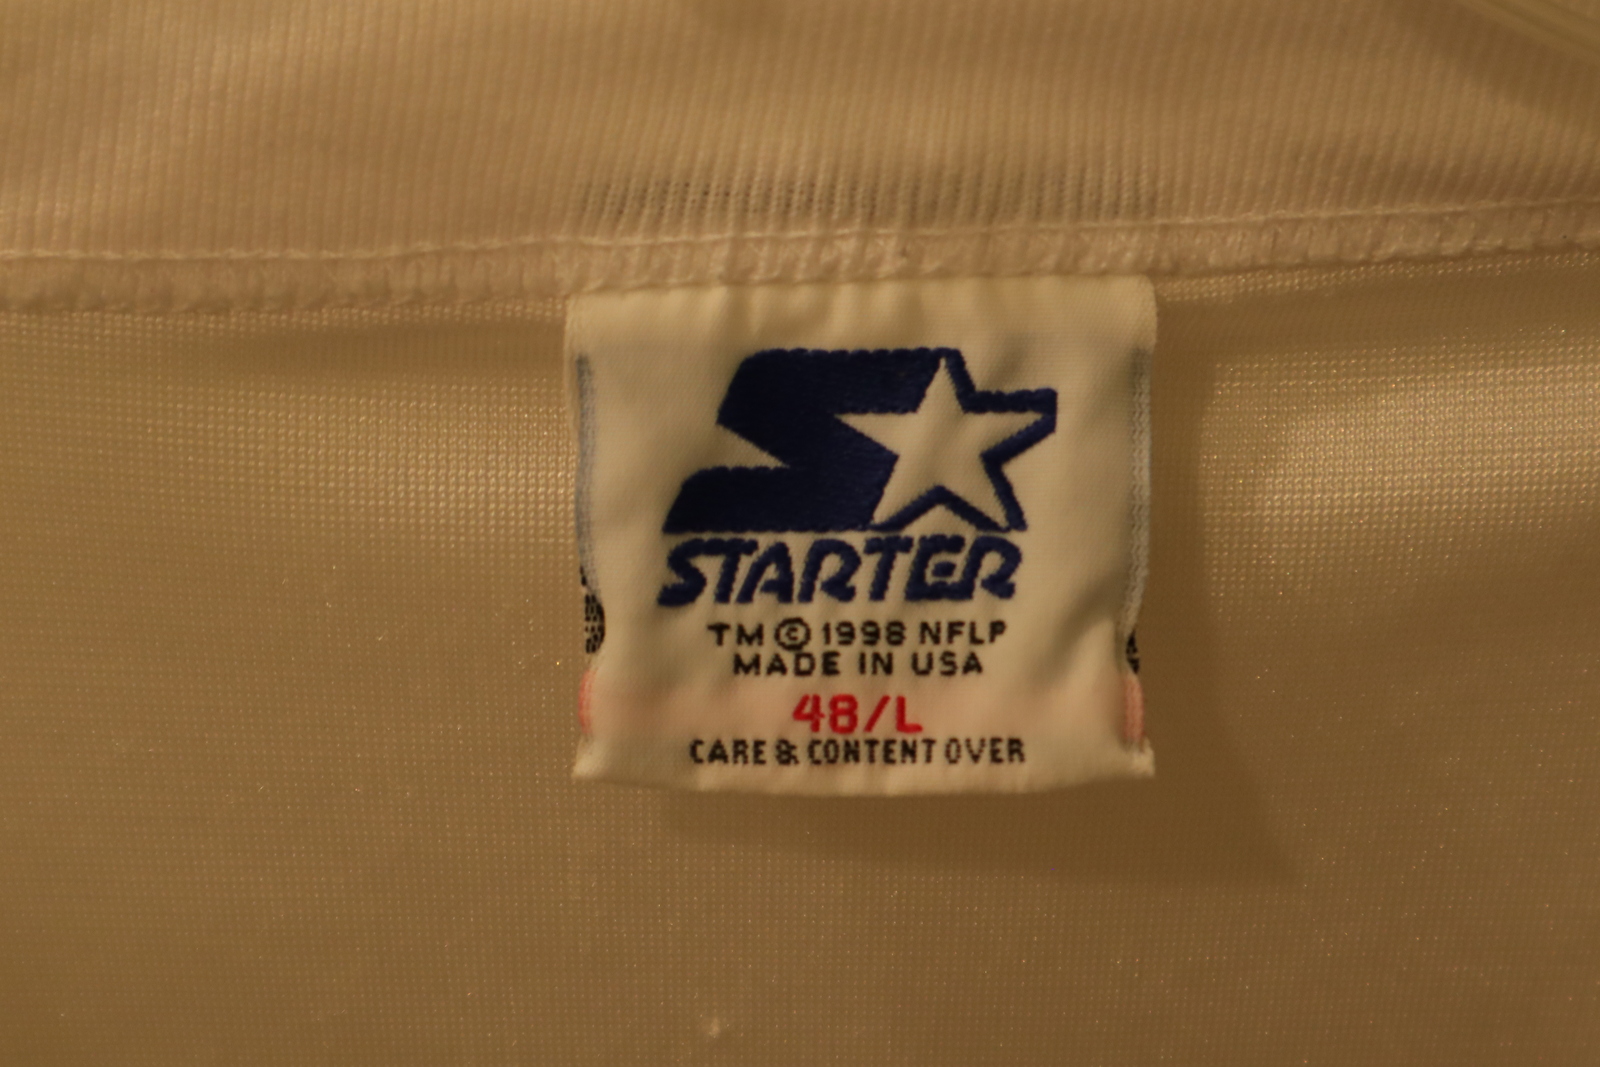 STARTER
TM © 1998 NFLP
MADE IN USA
48/L
CARE & CONTENT OVER